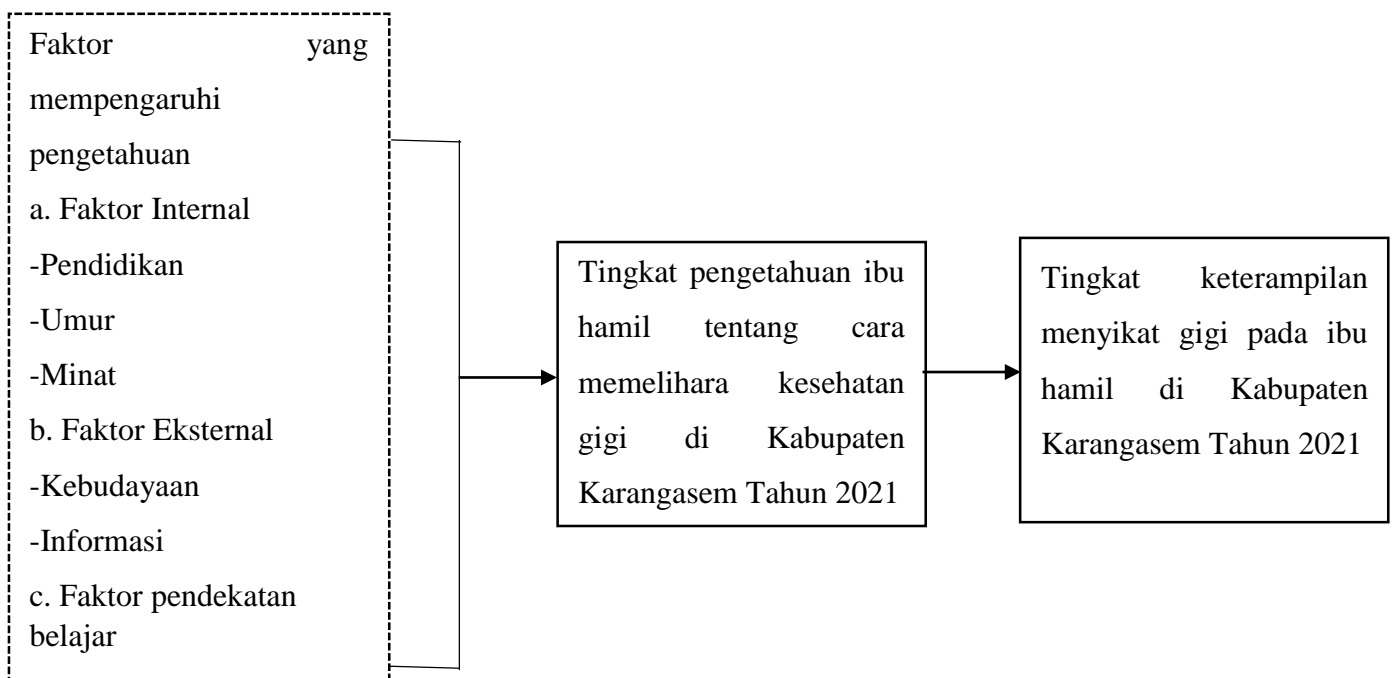 Faktor yang
mempengaruhi
pengetahuan
a. Faktor Internal
-Pendidikan
-Umur
-Minat
b. Faktor Eksternal
-Kebudayaan
-Informasi
c. Faktor pendekatan
belajar
Tingkat pengetahuan ibu
hamil tentang cara
memelihara kesehatan
gigi di Kabupaten
Karangasem Tahun 2021
Tingkat keterampilan
menyikat gigi pada ibu
hamil di Kabupaten
Karangasem Tahun 2021